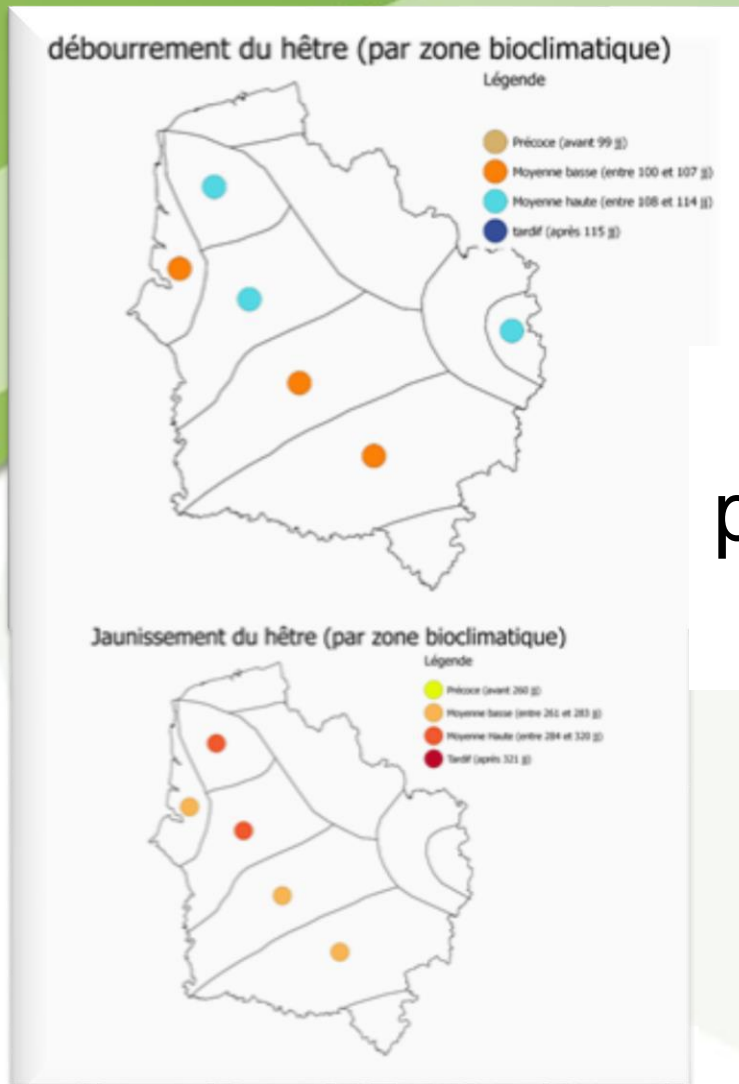 débourrement du hêtre (par zone bioclimatique)
Légende
Précoce (avant 99 jj)
Moyenne basse (entre 100 et 107 jj)
Moyenne haute (entre 108 et 114 jj)
tardif (après 115 jj)
p
Jaunissement du hêtre (par zone bioclimatique)
Légende
Précoce (avant 260 jj)
Moyenne basse (entre 261 et 283 jj)
Moyenne Haute (entre 284 et 320 jj)
Tardif (après 321 jj)